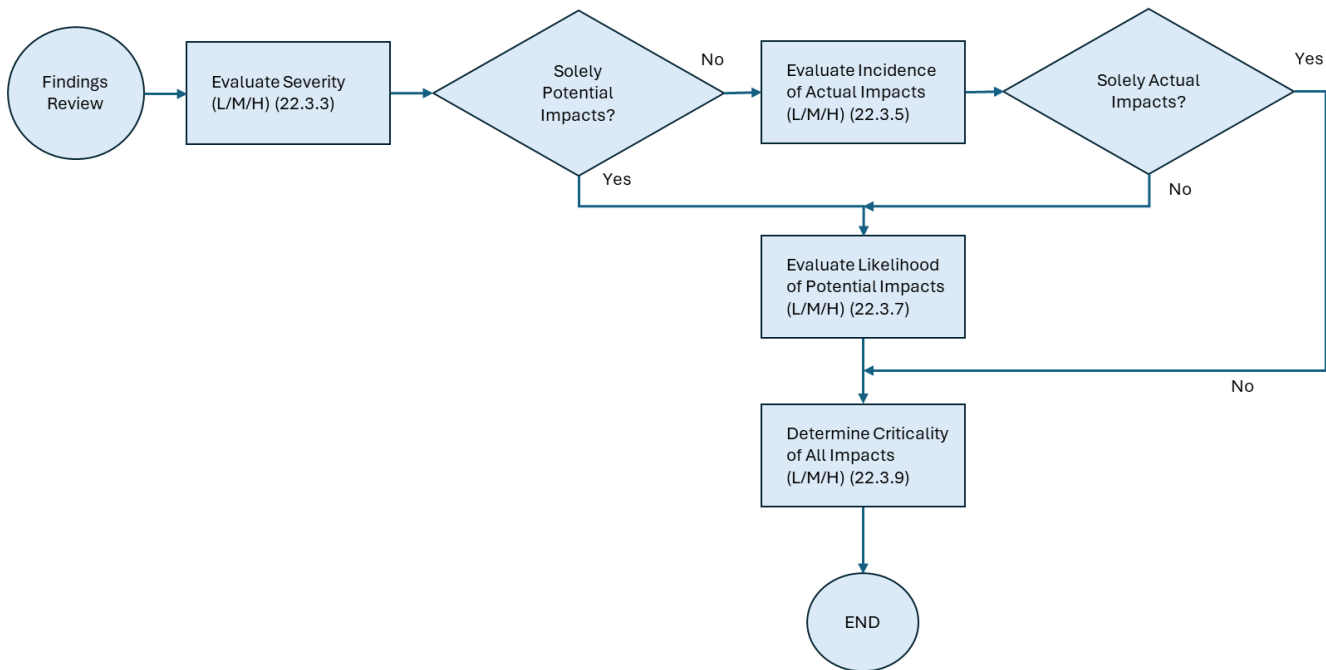 Findings
Review
Evaluate Severity
(L/M/H) (22.3.3)
Solely
Potential
Impacts?
No
Evaluate Incidence
of Actual Impacts
(L/M/H) (22.3.5)
Solely Actual
Impacts?
Yes
Yes
No
Evaluate Likelihood
of Potential Impacts
(L/M/H) (22.3.7)
No
Determine Criticality
of All Impacts
(L/M/H) (22.3.9)
END